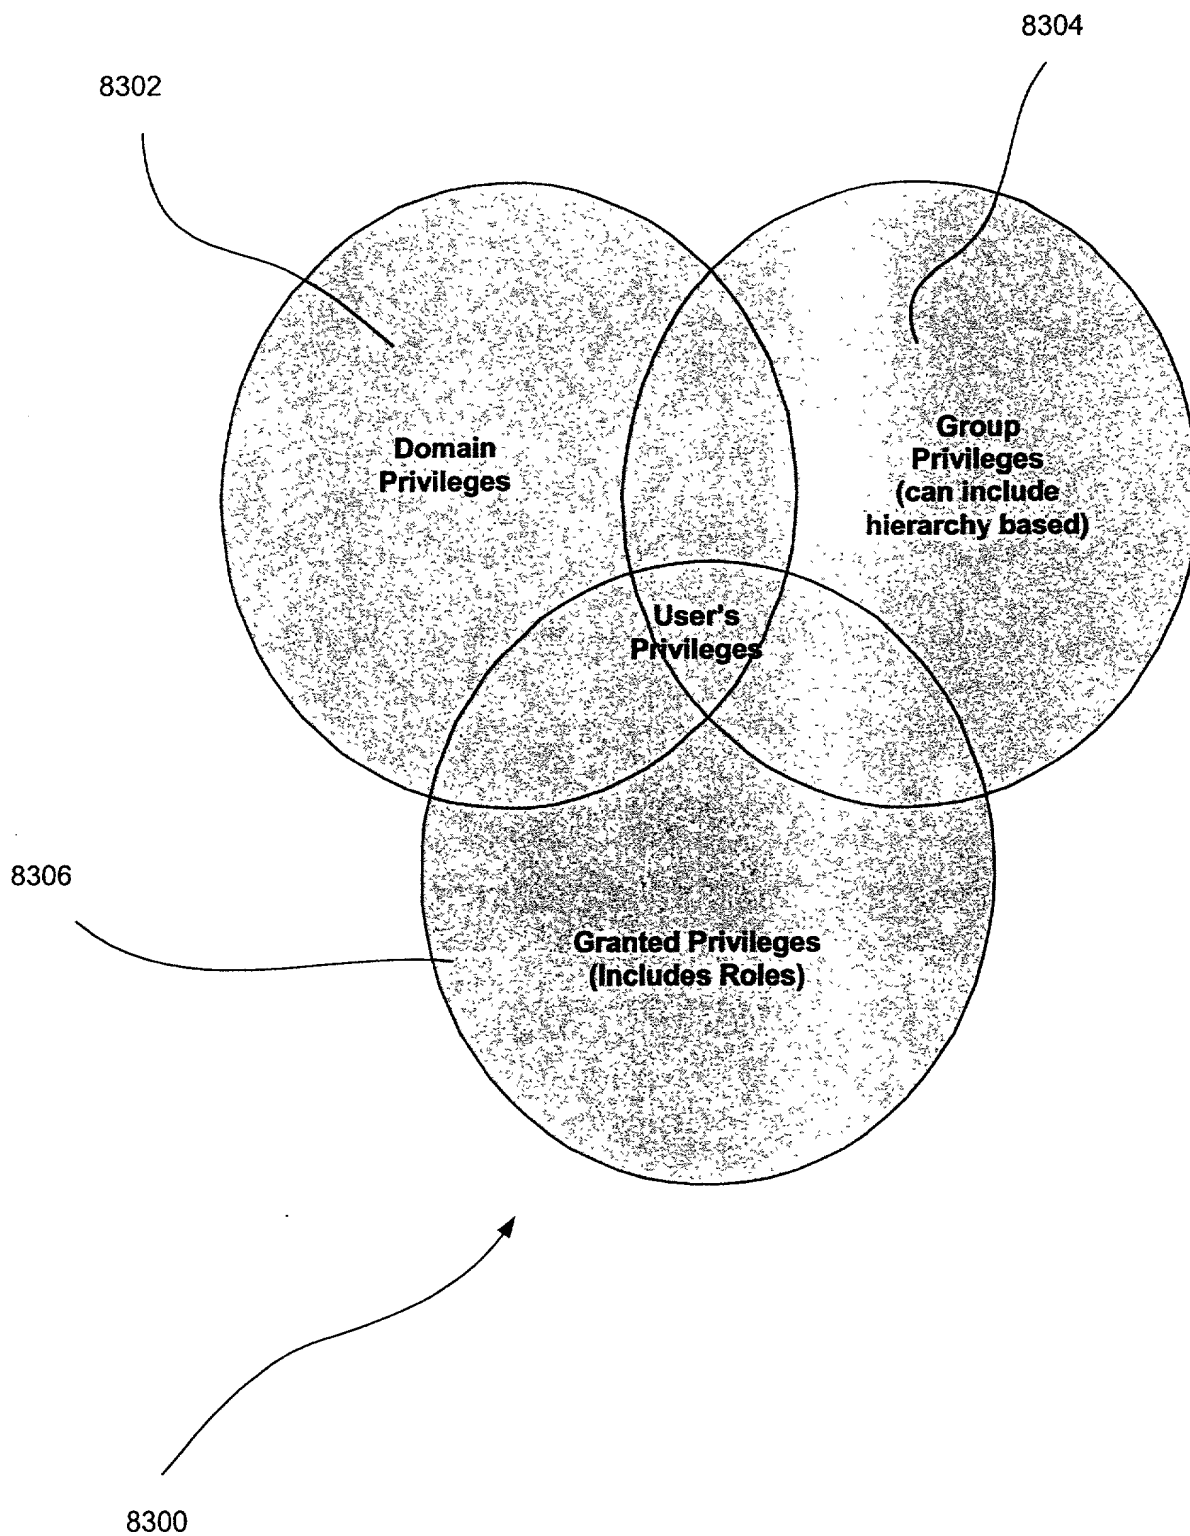 8304
8302
Domain
Privileges
Group
Privileges
(can include
hierarchy based)
User's
Privileges
8306
Granted Privileges
(Includes Roles)
8300